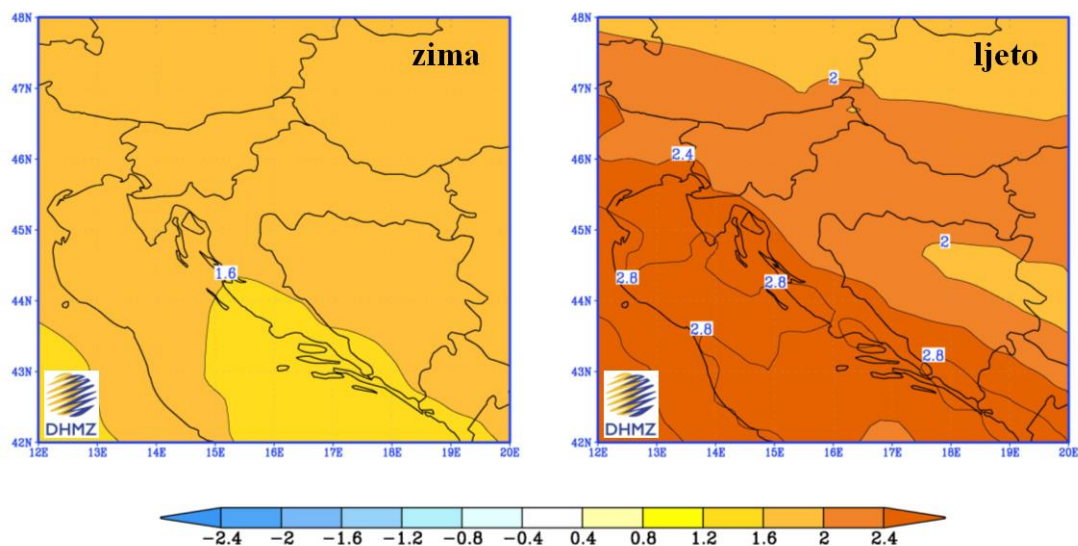 zima
48N
47N
46N
45N
44N
43N
42N
12E 13E 14E 15E 16E 17E 18E 19E 20E
1.6
DHMZ
ljeto
48N
47N
46N
45N
44N
43N
42N
12E 13E 14E 15E 16E 17E 18E 19E 20E
2
2.4
2
2.8
2.8
2.8
2.8
DHMZ
−2.4 −2 −1.6 −1.2 −0.8 −0.4 0.4 0.8 1.2 1.6 2 2.4